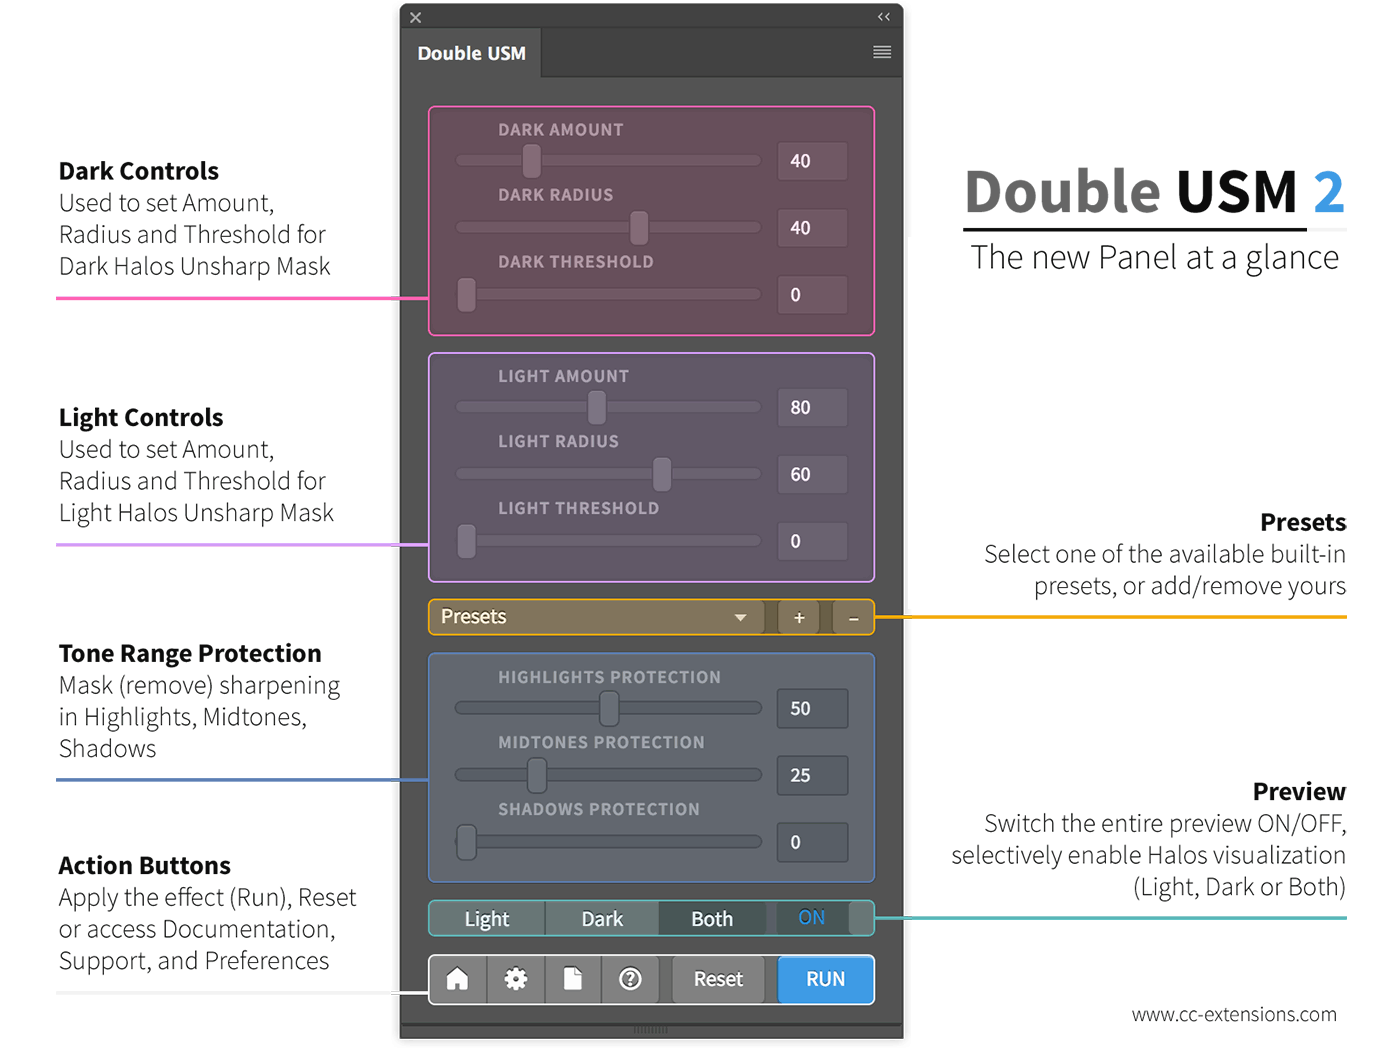 Double USM
Dark Controls
Used to set Amount,
Radius and Threshold for
Dark Halos Unsharp Mask
DARK AMOUNT
40
DARK RADIUS
40
DARK THRESHOLD
0
Double USM 2
The new Panel at a glance
Light Controls
Used to set Amount,
Radius and Threshold for
Light Halos Unsharp Mask
LIGHT AMOUNT
80
LIGHT RADIUS
60
LIGHT THRESHOLD
0
Presets
Select one of the available built-in
presets, or add/remove yours
Presets + –
Tone Range Protection
Mask (remove) sharpening
in Highlights, Midtones,
Shadows
HIGHLIGHTS PROTECTION
50
MIDTONES PROTECTION
25
SHADOWS PROTECTION
0
Preview
Switch the entire preview ON/OFF,
selectively enable Halos visualization
(Light, Dark or Both)
Light Dark Both ON
Action Buttons
Apply the effect (Run), Reset
or access Documentation,
Support, and Preferences
? Reset RUN
www.cc-extensions.com